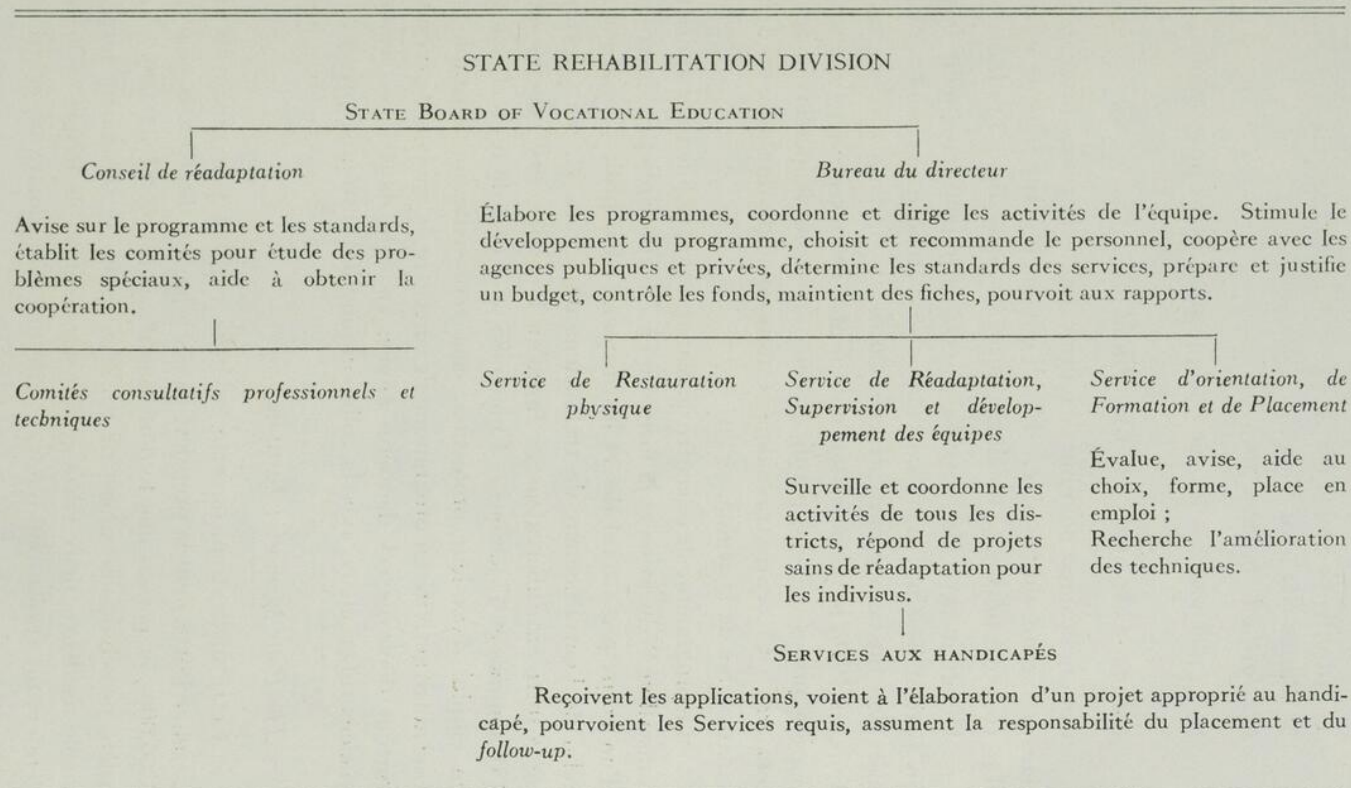 STATE REHABILITATION DIVISION
STATE BOARD OF VOCATIONAL EDUCATION
Conseil de réadaptation
Avise sur le programme et les standards,
établit les comités pour étude des pro-
blèmes spéciaux, aide à obtenir la
coopération.
Comités consultatifs professionnels et
techniques
Bureau du directeur
Élabore les programmes, coordonne et dirige les activités de l'équipe. Stimule le
développement du programme, choisit et recommande le personnel, coopère avec les
agences publiques et privées, détermine les standards des services, prépare et justifie
un budget, contrôle les fonds, maintient des fiches, pourvoit aux rapports.
Service de Restauration
physique
Service de Réadaptation,
Supervision et dévelop-
pement des équipes
Surveille et coordonne les
activités de tous les dis-
tricts, répond de projets
sains de réadaptation pour
les indivisus.
Service d'orientation, de
Formation et de Placement
Évalue, avise, aide au
choix, forme, place en
emploi ;
Recherche l'amélioration
des techniques.
SERVICES AUX HANDICAPÉS
Reçoivent les applications, voient à l'élaboration d'un projet approprié au handi-
capé, pourvoient les Services requis, assument la responsabilité du placement et du
follow-up.